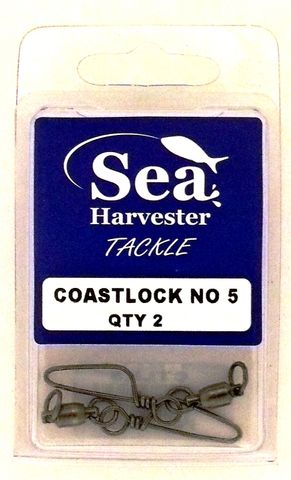 Sea
Harvester
TACKLE
COASTLOCK NO 5
QTY 2